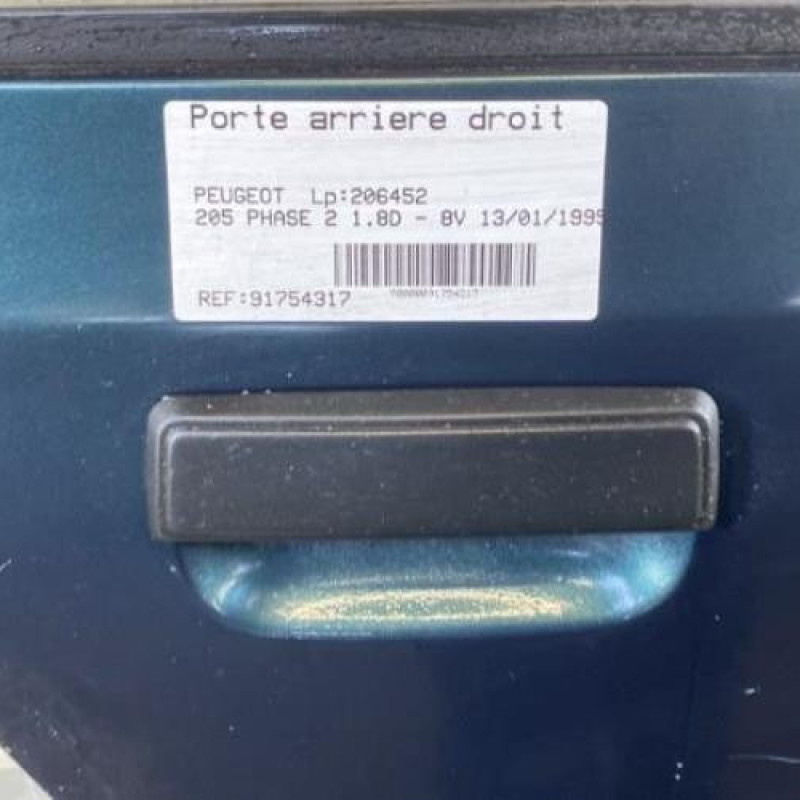 Porte arriere droit
PEUGEOT Lp:206452
205 PHASE 2 1.8D - 8V 13/01/1995
REF:91754317